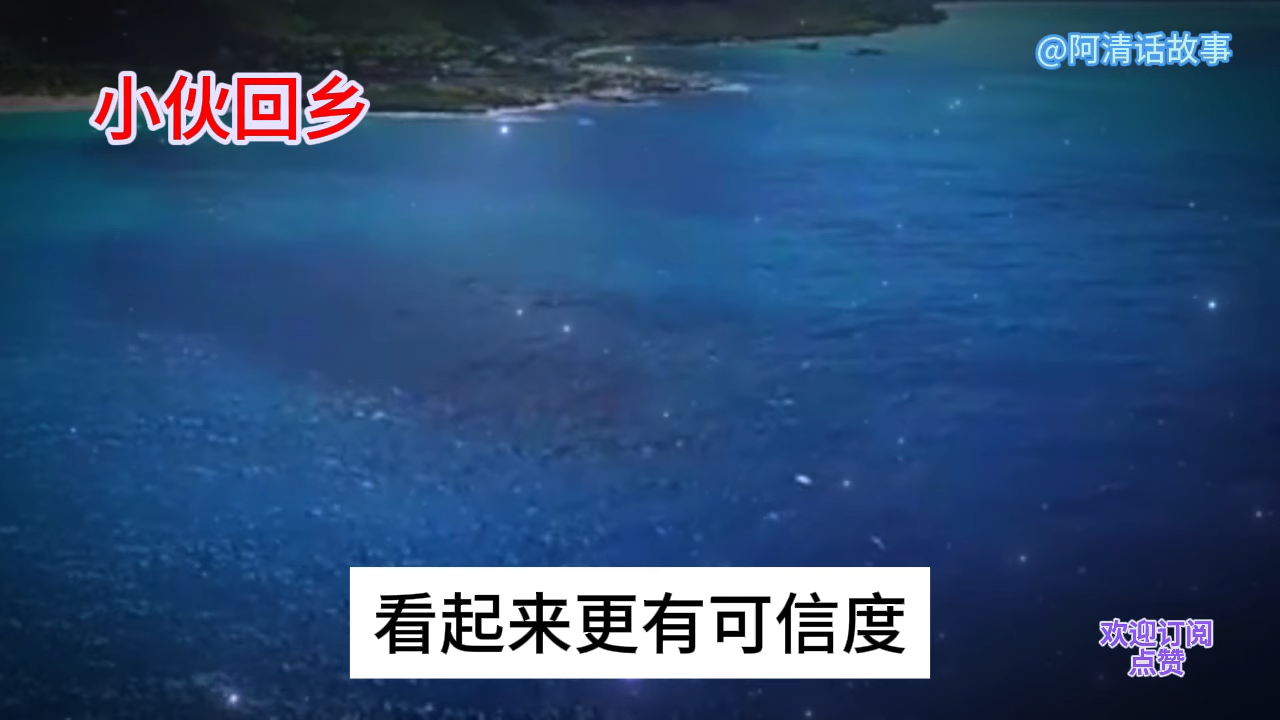 @阿清话故事
小伙回乡
看起来更有可信度
欢迎订阅
点赞